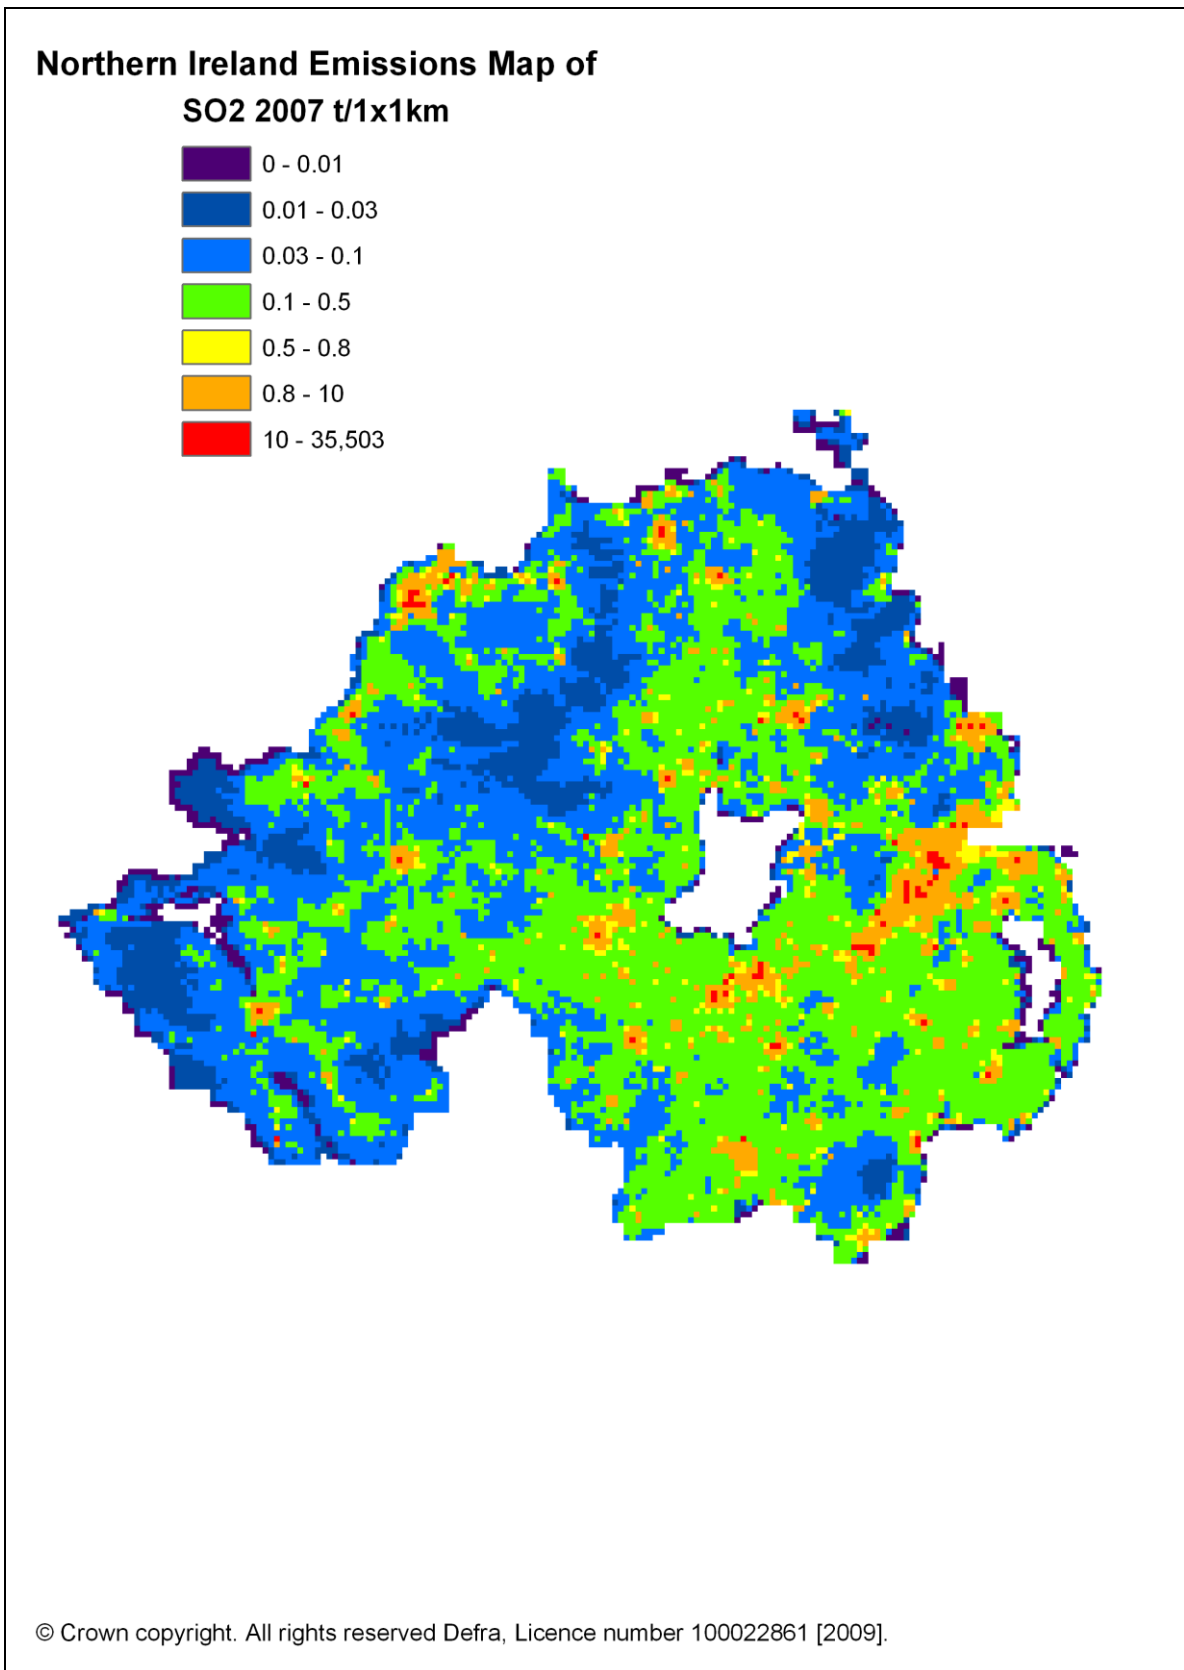 Northern Ireland Emissions Map of
SO2 2007 t/1x1km
0 - 0.01
0.01 - 0.03
0.03 - 0.1
0.1 - 0.5
0.5 - 0.8
0.8 - 10
10 - 35,503
© Crown copyright. All rights reserved Defra, Licence number 100022861 [2009].